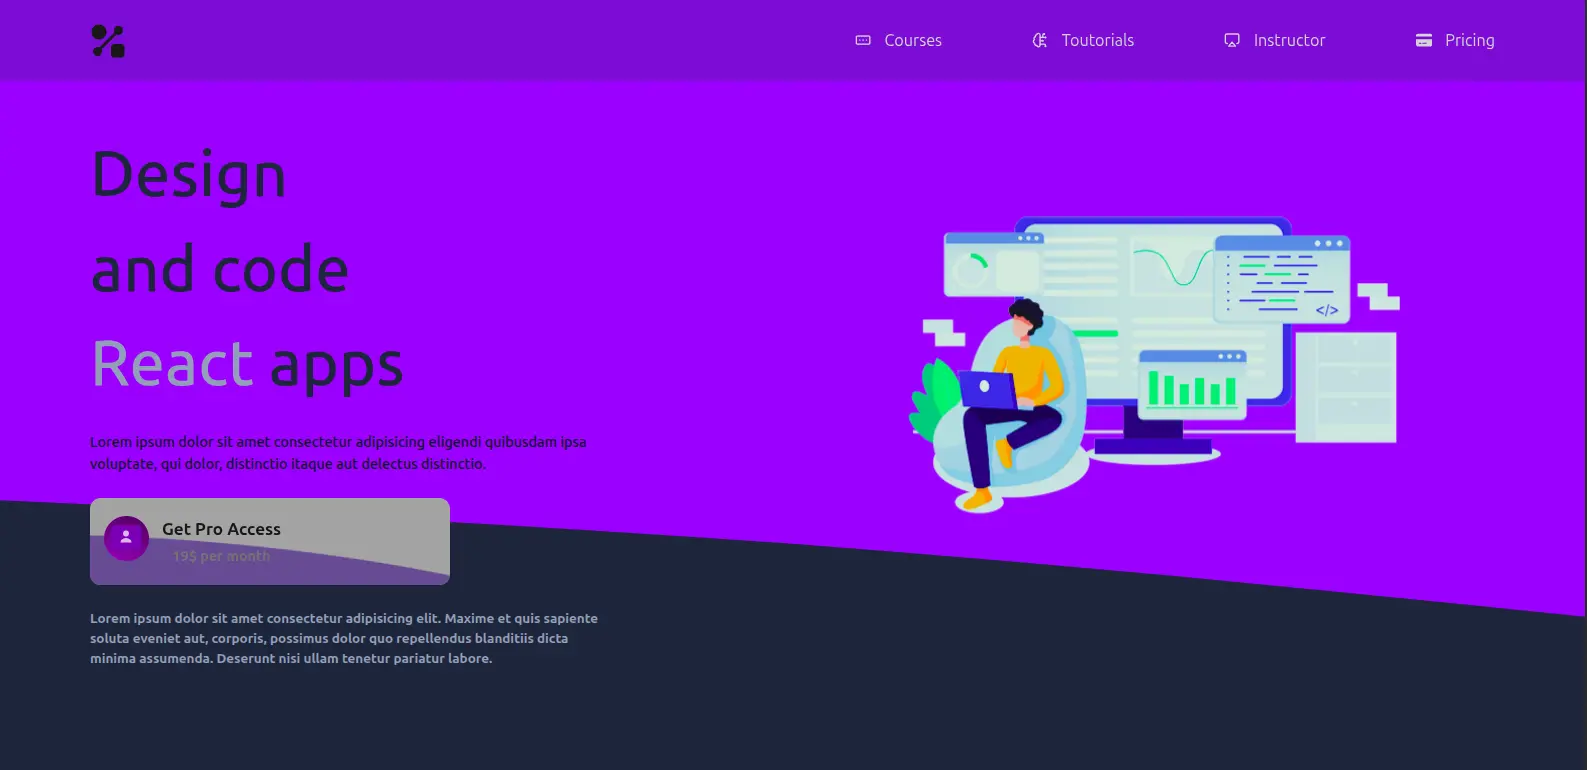 Courses
Toutorials
Instructor
Pricing
Design
and code
React apps
Lorem ipsum dolor sit amet consectetur adipisicing eligendi quibusdam ipsa
voluptate, qui dolor, distinctio itaque aut delectus distinctio.
Get Pro Access
19$ per month
Lorem ipsum dolor sit amet consectetur adipisicing elit. Maxime et quis sapiente
soluta eveniet aut, corporis, possimus dolor quo repellendus blanditiis dicta
minima assumenda. Deserunt nisi ullam tenetur pariatur labore.